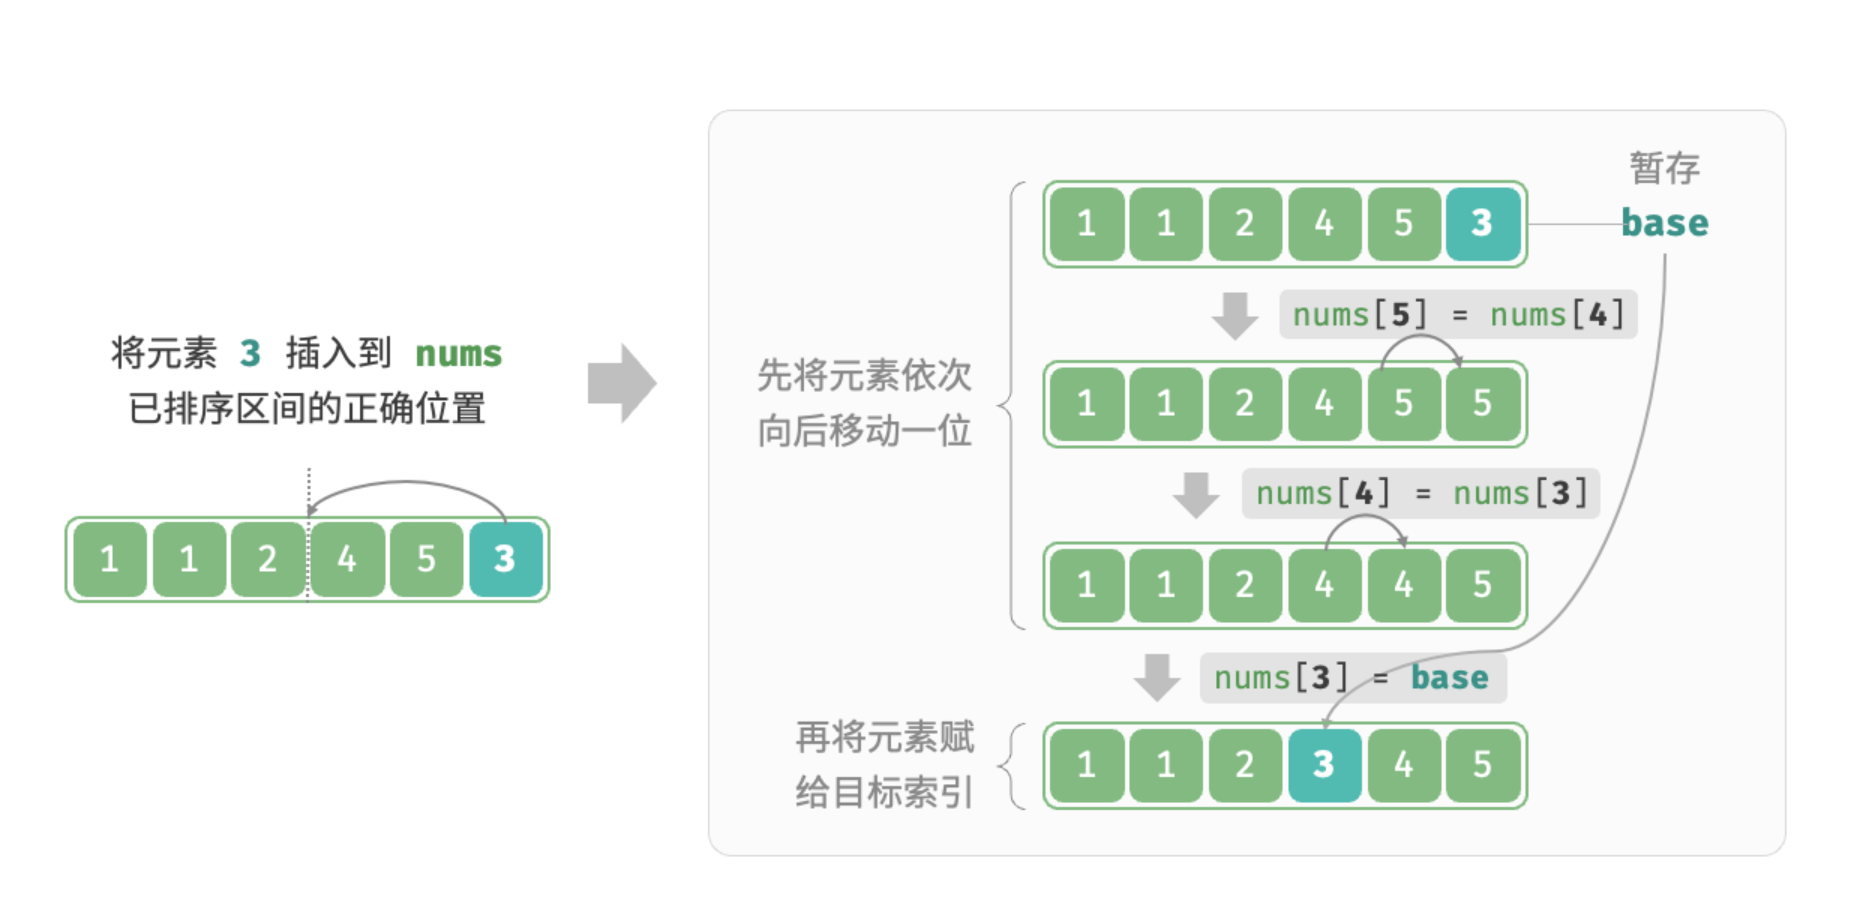 将元素 3 插入到 nums
已排序区间的正确位置
1 1 2 4 5 3
暂存
base
1 1 2 4 5 3
nums[5] = nums[4]
先将元素依次
向后移动一位
1 1 2 4 5 5
nums[4] = nums[3]
1 1 2 4 4 5
nums[3] = base
再将元素赋
给目标索引
1 1 2 3 4 5